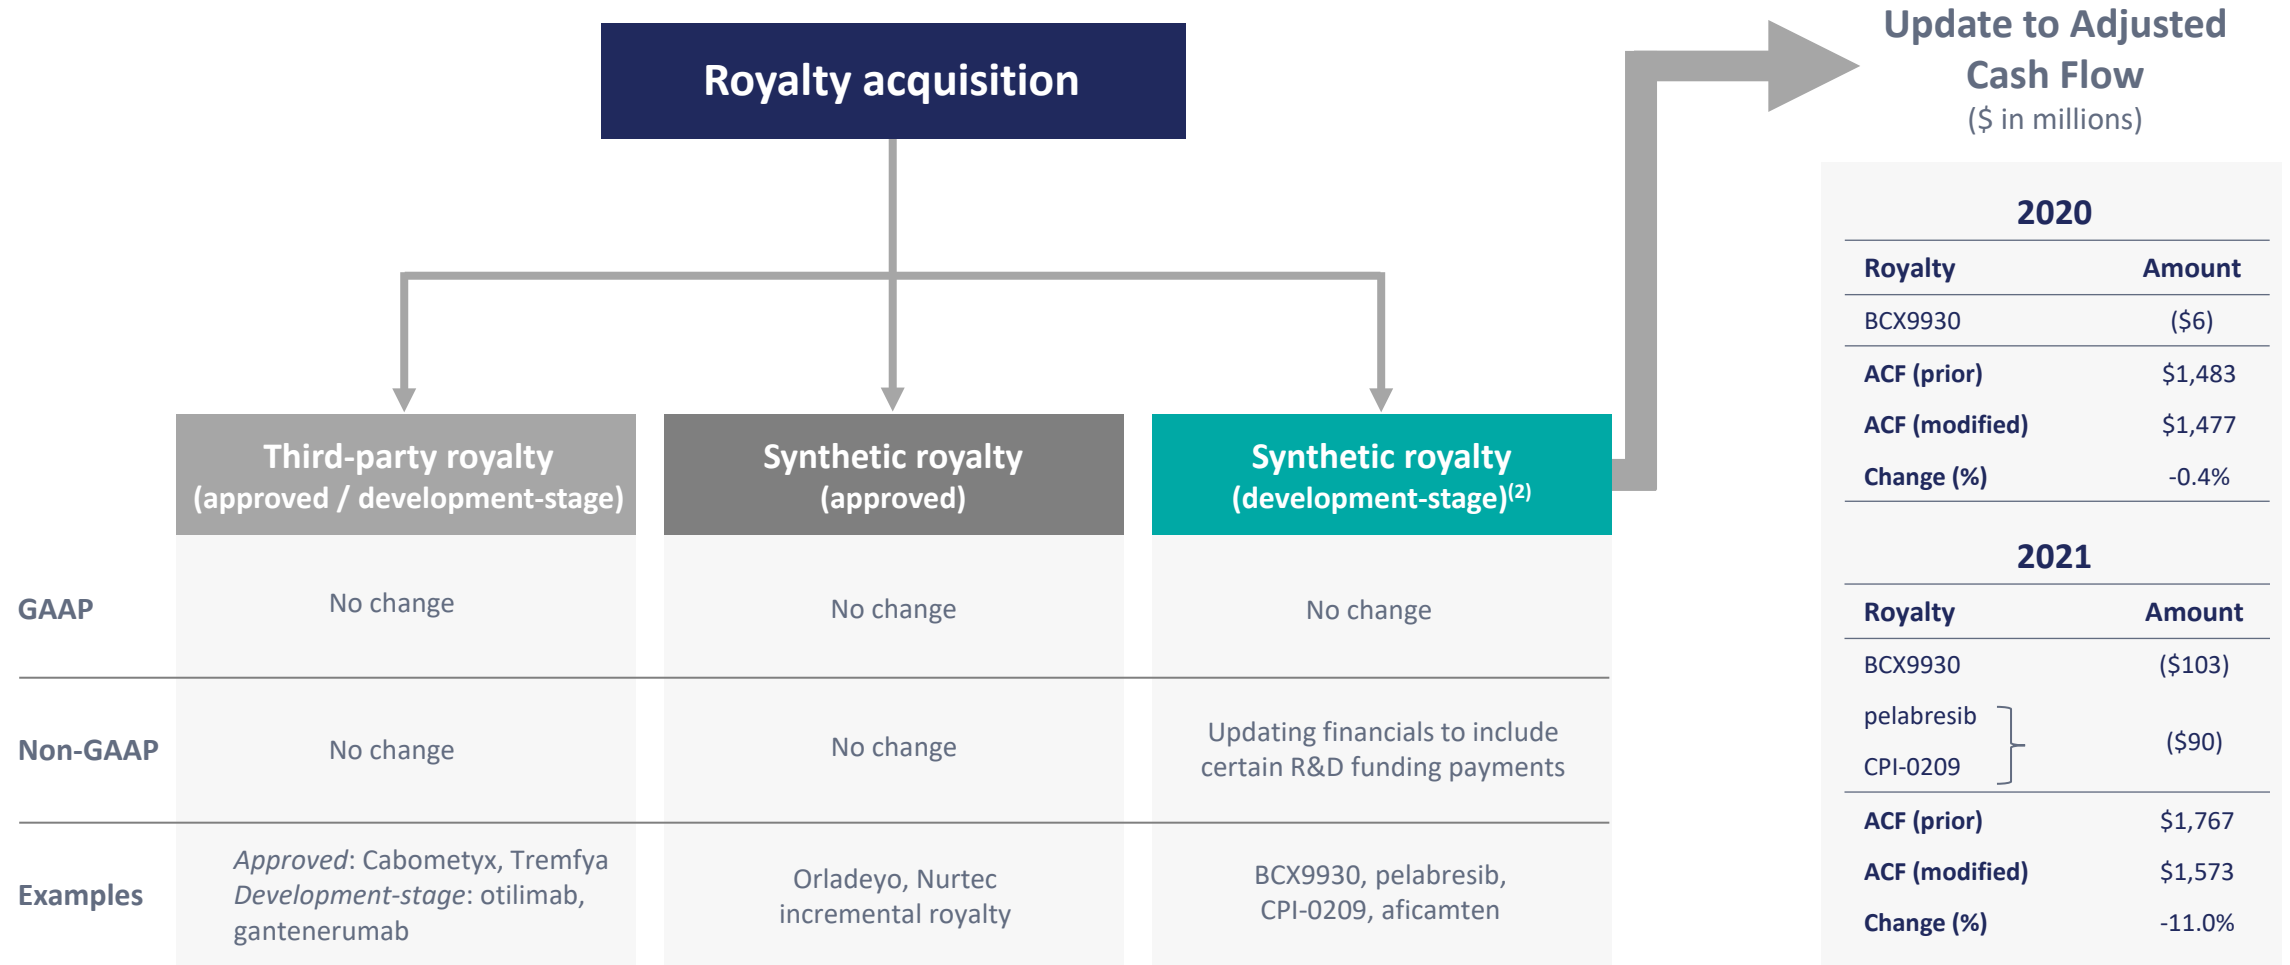 Royalty acquisition
Third-party royalty
(approved / development-stage)
Synthetic royalty
(approved)
Synthetic royalty
(development-stage)(2)
GAAP
No change
No change
No change
Non-GAAP
No change
No change
Updating financials to include
certain R&D funding payments
Examples
Approved: Cabometyx, Tremfya
Development-stage: otilimab,
gantenerumab
Orladeyo, Nurtec
incremental royalty
BCX9930, pelabresib,
CPI-0209, aficamten
Update to Adjusted
Cash Flow
($ in millions)
2020
Royalty Amount
BCX9930 ($6)
ACF (prior) $1,483
ACF (modified) $1,477
Change (%) -0.4%
2021
Royalty Amount
BCX9930 ($103)
pelabresib
CPI-0209
($90)
ACF (prior) $1,767
ACF (modified) $1,573
Change (%) -11.0%